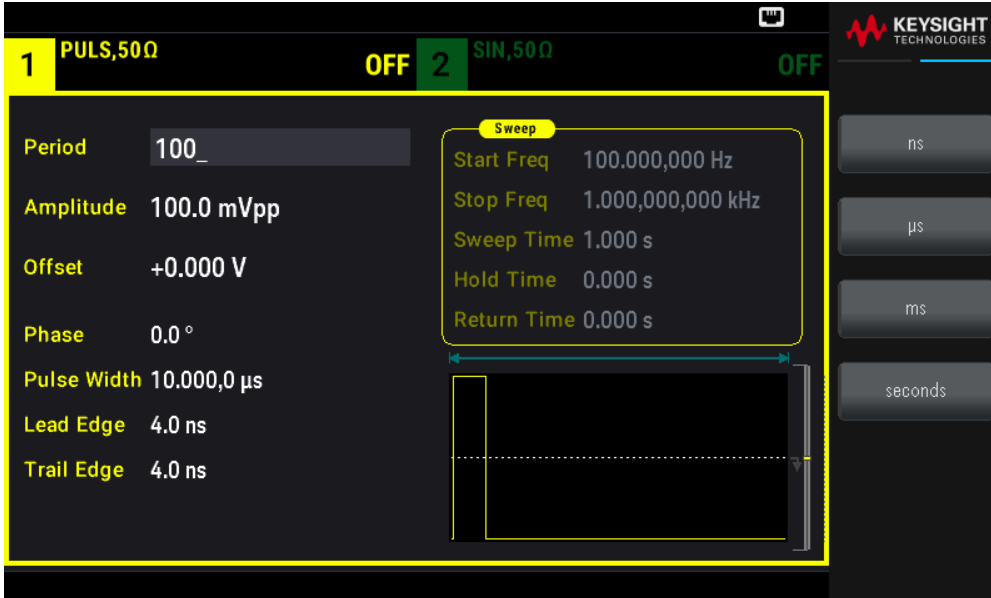 KEYSIGHT
TECHNOLOGIES
1 PULS,50Ω OFF
2 SIN,50Ω OFF
Period 100_
Amplitude 100.0 mVpp
Offset +0.000 V
Phase 0.0 °
Pulse Width 10.000,0 µs
Lead Edge 4.0 ns
Trail Edge 4.0 ns
Sweep
Start Freq 100.000,000 Hz
Stop Freq 1.000,000,000 kHz
Sweep Time 1.000 s
Hold Time 0.000 s
Return Time 0.000 s
ns
µs
ms
seconds